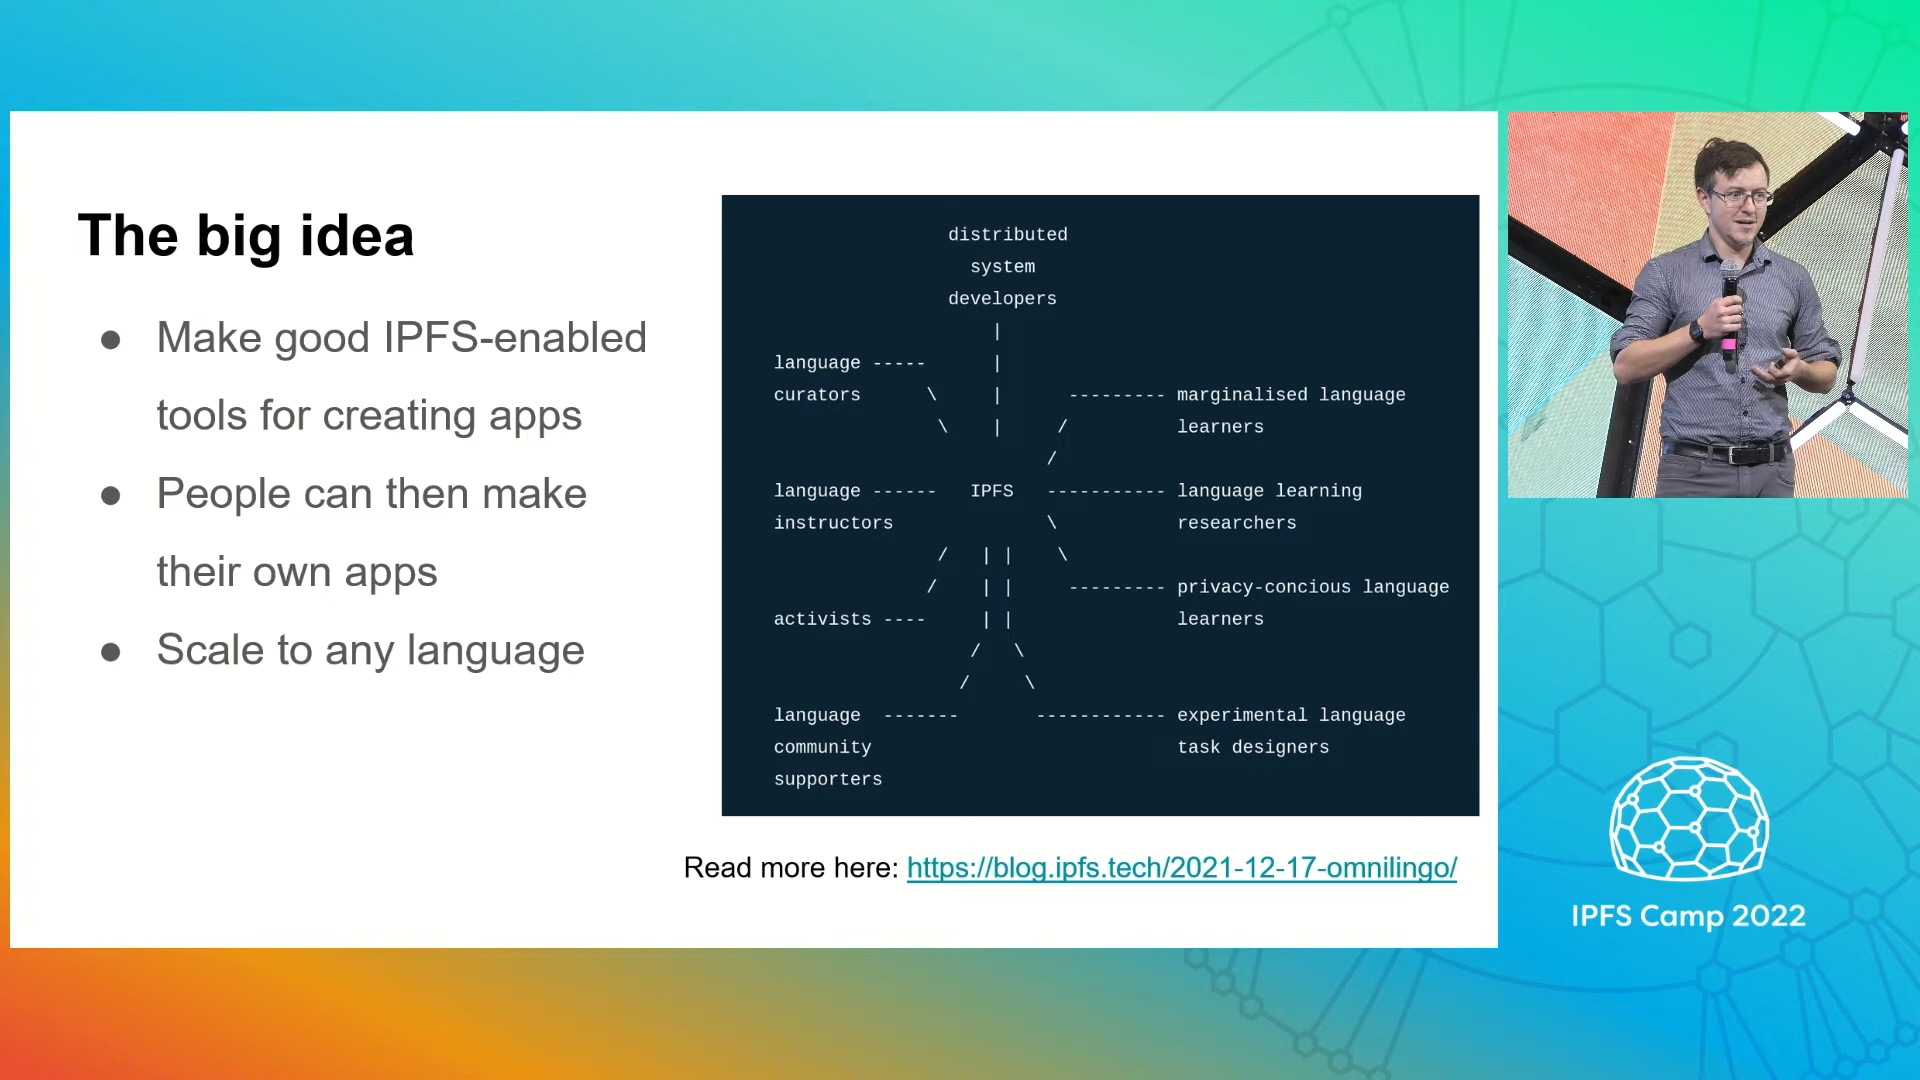 The big idea
● Make good IPFS-enabled
tools for creating apps
● People can then make
their own apps
● Scale to any language
distributed
system
developers
|
language ----- |
curators \ | --------- marginalised language
\ | / learners
/
language ------ IPFS ----------- language learning
instructors \ researchers
/ | | \
/ | | --------- privacy-concious language
activists ---- | | learners
/ \
/ \
language ------- ------------ experimental language
community task designers
supporters
Read more here: https://blog.ipfs.tech/2021-12-17-omnilingo/
IPFS Camp 2022